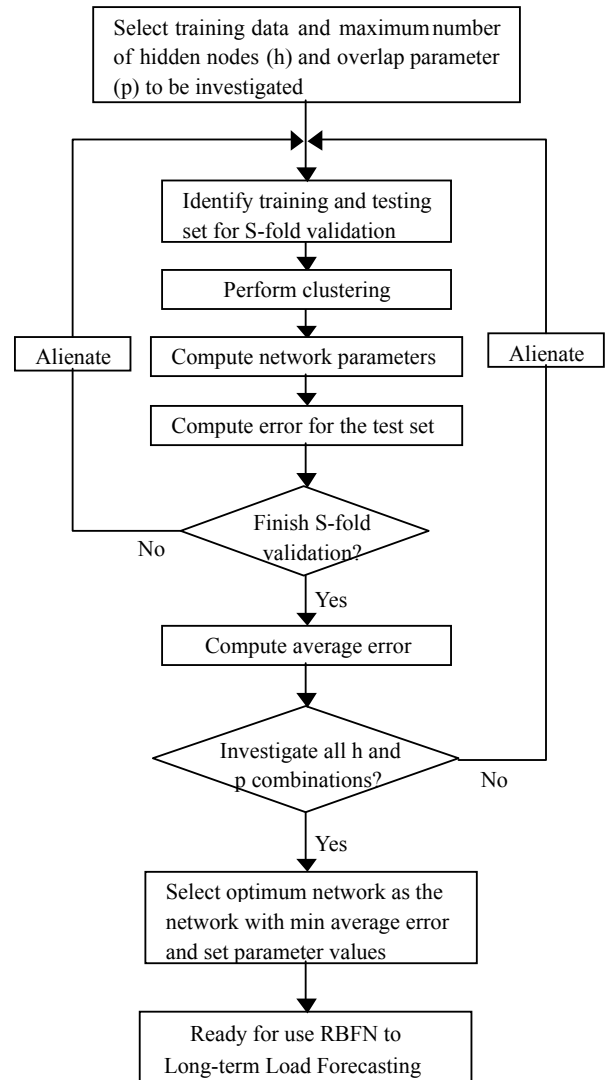 Select training data and maximum number
of hidden nodes (h) and overlap parameter
(p) to be investigated
Identify training and testing
set for S-fold validation
Perform clustering
Alienate
Compute network parameters
Alienate
Compute error for the test set
Finish S-fold
validation?
No
Yes
Compute average error
Investigate all h and
p combinations?
No
Yes
Select optimum network as the
network with min average error
and set parameter values
Ready for use RBFN to
Long-term Load Forecasting